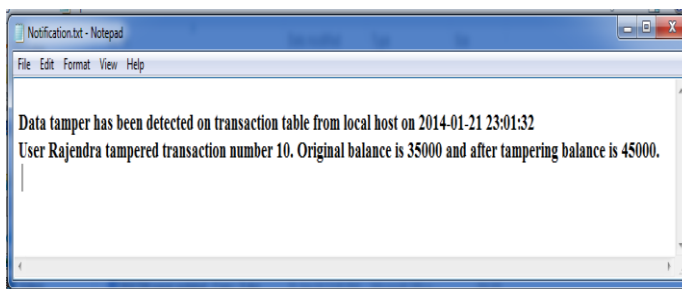 Notification.txt - Notepad
File Edit Format View Help
Data tamper has been detected on transaction table from local host on 2014-01-21 23:01:32
User Rajendra tampered transaction number 10. Original balance is 35000 and after tampering balance is 45000.